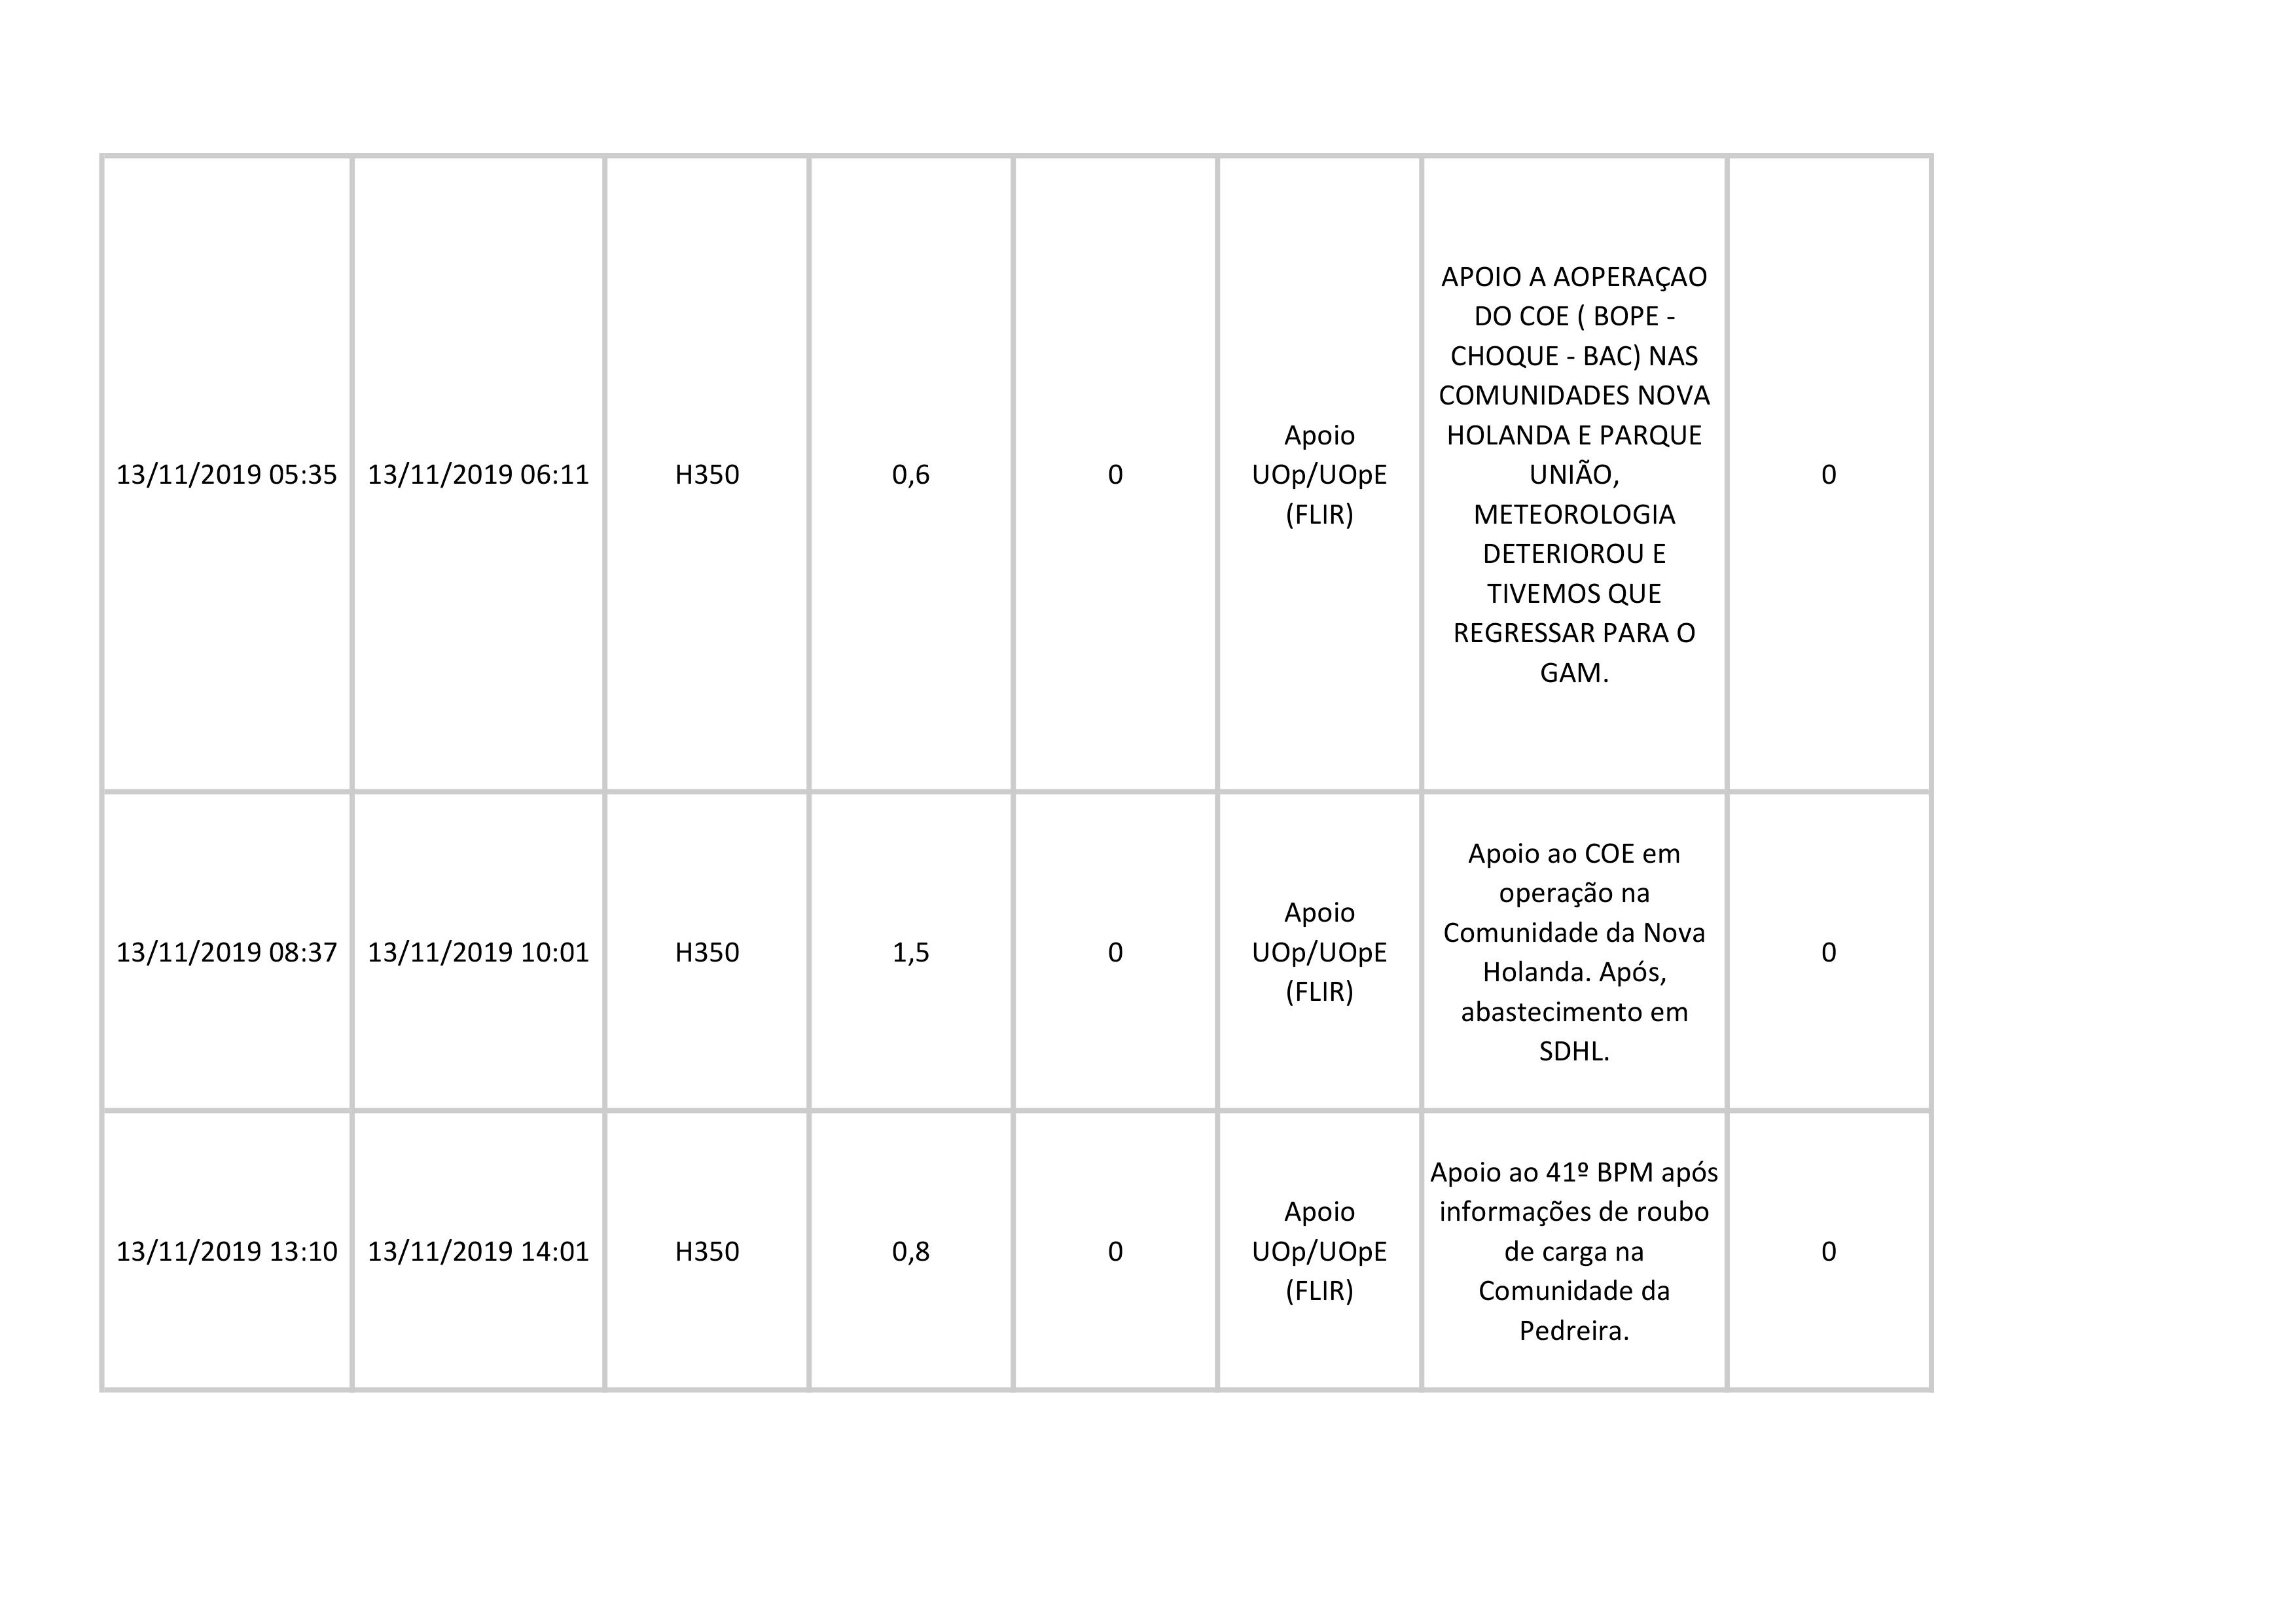 13/11/2019 05:35
13/11/2019 06:11
H350
0,6
0
Apoio
UOp/UOpE
(FLIR)
APOIO A AOPERAÇAO
DO COE ( BOPE -
CHOQUE - BAC) NAS
COMUNIDADES NOVA
HOLANDA E PARQUE
UNIÃO,
METEOROLOGIA
DETERIOROU E
TIVEMOS QUE
REGRESSAR PARA O
GAM.
0
13/11/2019 08:37
13/11/2019 10:01
H350
1,5
0
Apoio
UOp/UOpE
(FLIR)
Apoio ao COE em
operação na
Comunidade da Nova
Holanda. Após,
abastecimento em
SDHL.
0
13/11/2019 13:10
13/11/2019 14:01
H350
0,8
0
Apoio
UOp/UOpE
(FLIR)
Apoio ao 41º BPM após
informações de roubo
de carga na
Comunidade da
Pedreira.
0